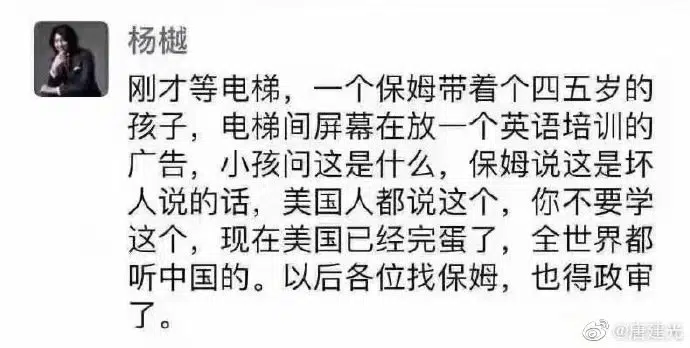 杨樾
刚才等电梯，一个保姆带着个四五岁的
孩子，电梯间屏幕在放一个英语培训的
广告，小孩问这是什么，保姆说这是坏
人说的话，美国人都说这个，你不要学
这个，现在美国已经完蛋了，全世界都
听中国的。以后各位找保姆，也得政审
了。
@唐建光